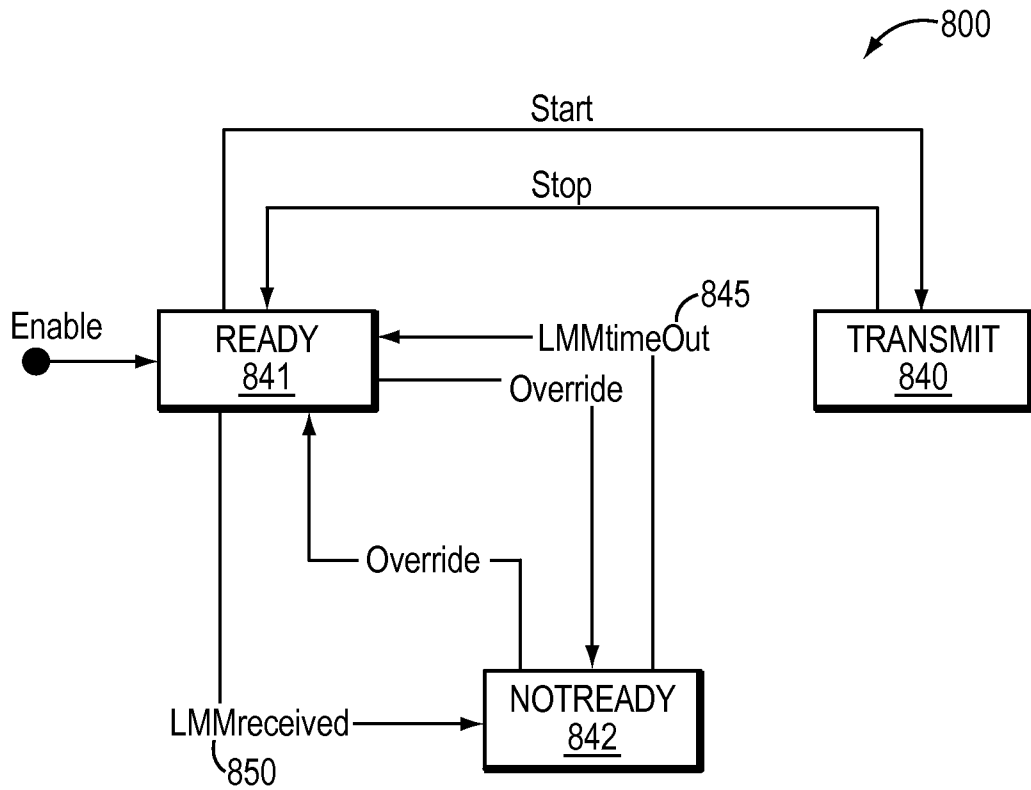 800
Start
Stop
845
Enable
READY
841
LMMtimeOut
TRANSMIT
840
Override
Override
NOTREADY
842
LMMreceived
850